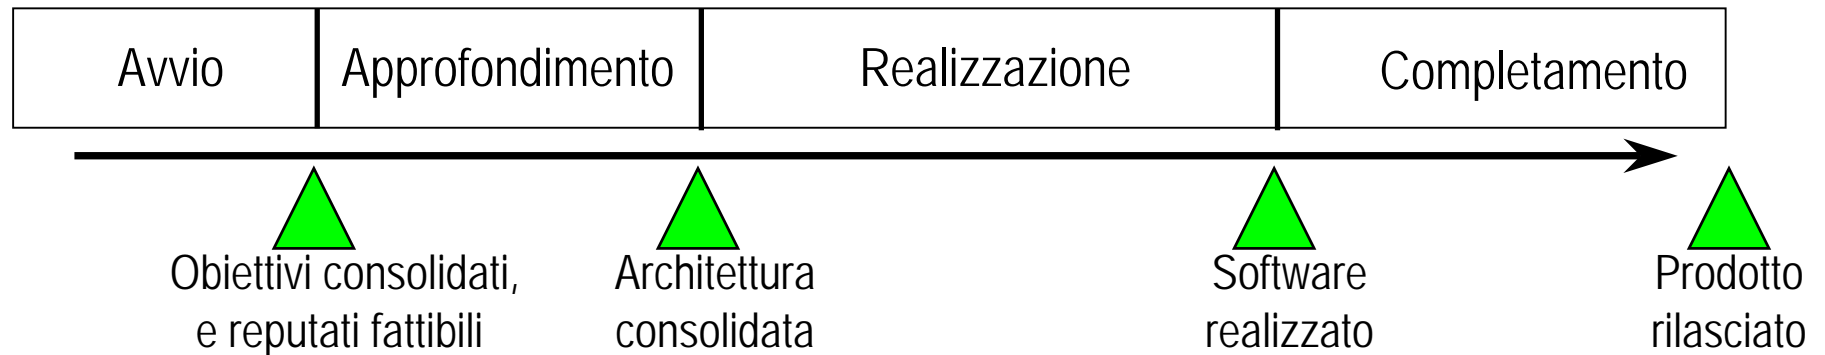 Avvio
Approfondimento
Realizzazione
Completamento
Obiettivi consolidati,
e reputati fattibili
Architettura
consolidata
Software
realizzato
Prodotto
rilasciato